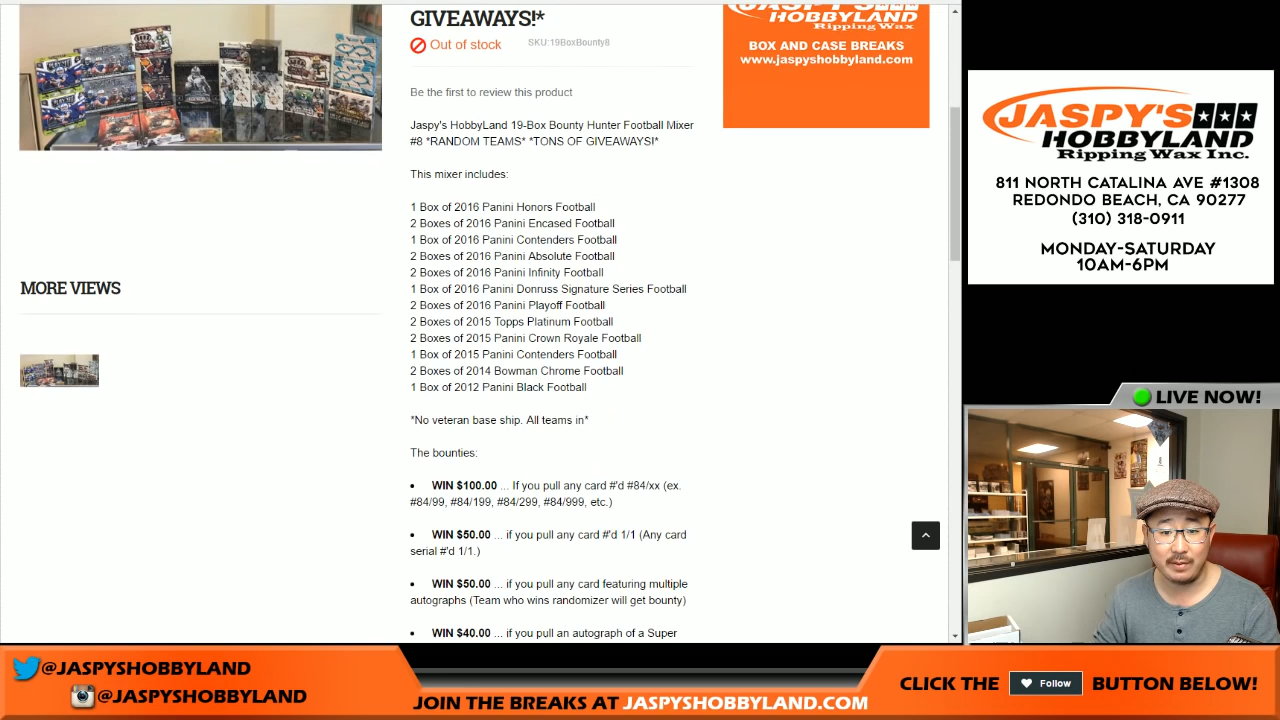 GIVEAWAYS!*
Out of stock
SKU:19BoxBounty8
Be the first to review this product
Jaspy's HobbyLand 19-Box Bounty Hunter Football Mixer
#8 *RANDOM TEAMS* *TONS OF GIVEAWAYS!*
This mixer includes:
1 Box of 2016 Panini Honors Football
2 Boxes of 2016 Panini Encased Football
1 Box of 2016 Panini Contenders Football
2 Boxes of 2016 Panini Absolute Football
2 Boxes of 2016 Panini Infinity Football
1 Box of 2016 Panini Donruss Signature Series Football
2 Boxes of 2016 Panini Playoff Football
2 Boxes of 2015 Topps Platinum Football
2 Boxes of 2015 Panini Crown Royale Football
1 Box of 2015 Panini Contenders Football
2 Boxes of 2014 Bowman Chrome Football
1 Box of 2012 Panini Black Football
*No veteran base ship. All teams in*
The bounties:
• WIN $100.00 ... If you pull any card #'d #84/xx (ex.
#84/99, #84/199, #84/299, #84/999, etc.)
• WIN $50.00 ... if you pull any card #'d 1/1 (Any card
serial #'d 1/1.)
• WIN $50.00 ... if you pull any card featuring multiple
autographs (Team who wins randomizer will get bounty)
• WIN $40.00 ... if you pull an autograph of a Super
MORE VIEWS
JASPY'S
HOBBYLAND
Ripping Wax
BOX AND CASE BREAKS
www.jaspyshobbyland.com
JASPY'S
HOBBYLAND
Ripping Wax Inc.
811 NORTH CATALINA AVE #1308
REDONDO BEACH, CA 90277
(310) 318-0911
MONDAY-SATURDAY
10AM-6PM
LIVE NOW!
@JASPYSHOBBYLAND
@JASPYSHOBBYLAND
JOIN THE BREAKS AT JASPYSHOBBYLAND.COM
CLICK THE Follow BUTTON BELOW!